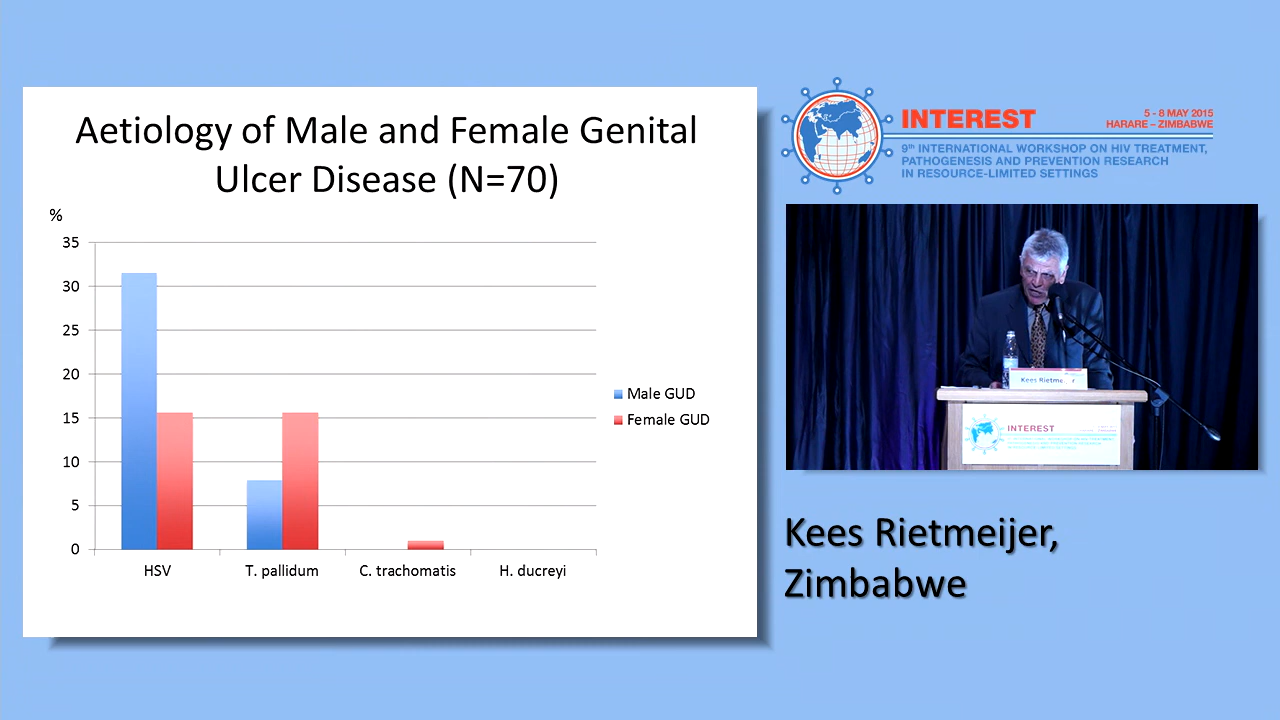 Aetiology of Male and Female Genital
Ulcer Disease (N=70)
%
35
30
25
20
15
10
5
0
HSV
T. pallidum
C. trachomatis
H. ducreyi
Male GUD
Female GUD
INTEREST
5 - 8 MAY 2015
HARARE – ZIMBABWE
9th INTERNATIONAL WORKSHOP ON HIV TREATMENT,
PATHOGENESIS AND PREVENTION RESEARCH
IN RESOURCE-LIMITED SETTINGS
Kees
INTEREST
Kees Rietmeijer,
Zimbabwe